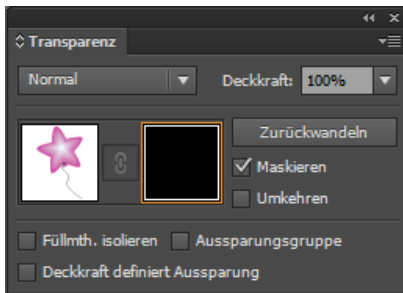 Transparenz
Normal Deckkraft: 100%
Zurückwandeln
Maskieren
Umkehren
Füllmth. isolieren Aussparungsgruppe
Deckkraft definiert Aussparung